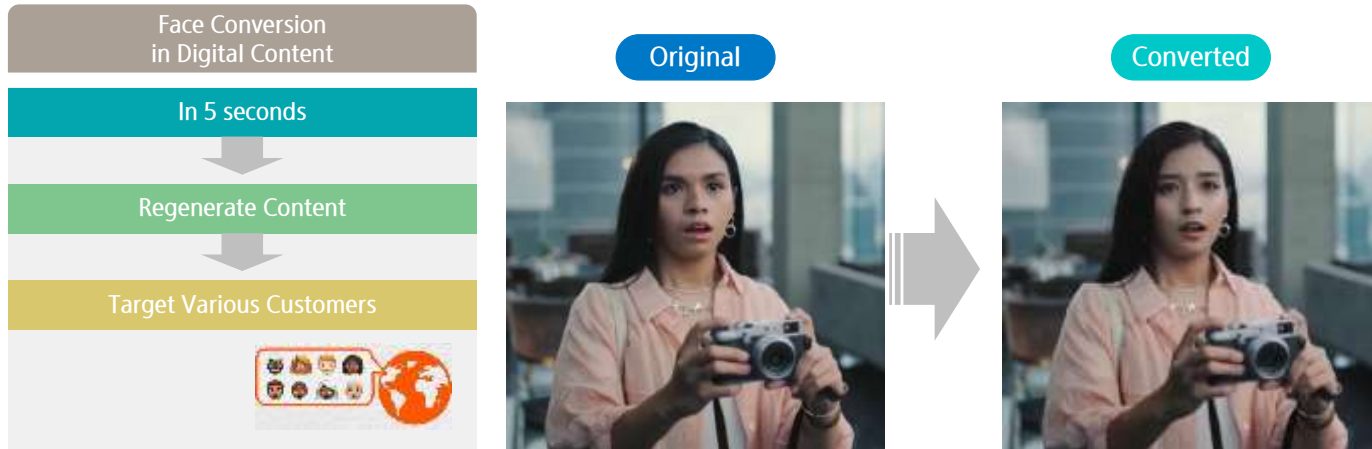 Face Conversion
in Digital Content
In 5 seconds
Regenerate Content
Target Various Customers
Original
Converted